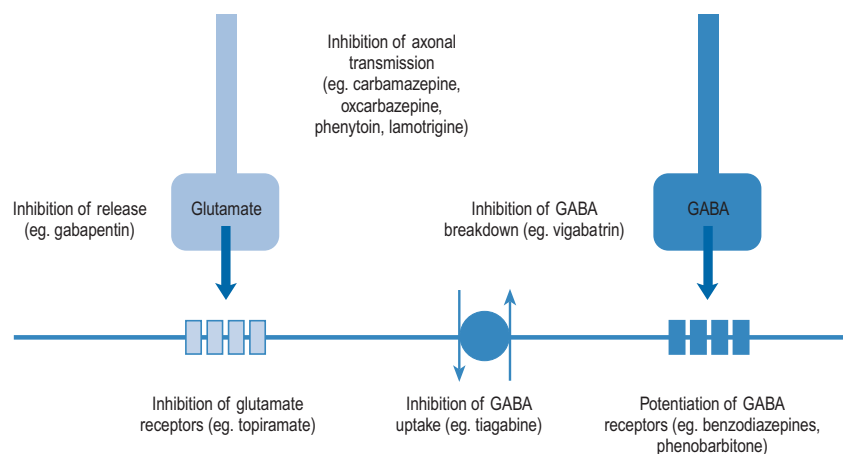 Inhibition of axonal
transmission
(eg. carbamazepine,
oxcarbazepine,
phenytoin, lamotrigine)
Inhibition of release
(eg. gabapentin)
Glutamate
Inhibition of GABA
breakdown (eg. vigabatrin)
GABA
Inhibition of glutamate
receptors (eg. topiramate)
Inhibition of GABA
uptake (eg. tiagabine)
Potentiation of GABA
receptors (eg. benzodiazepines,
phenobarbitone)